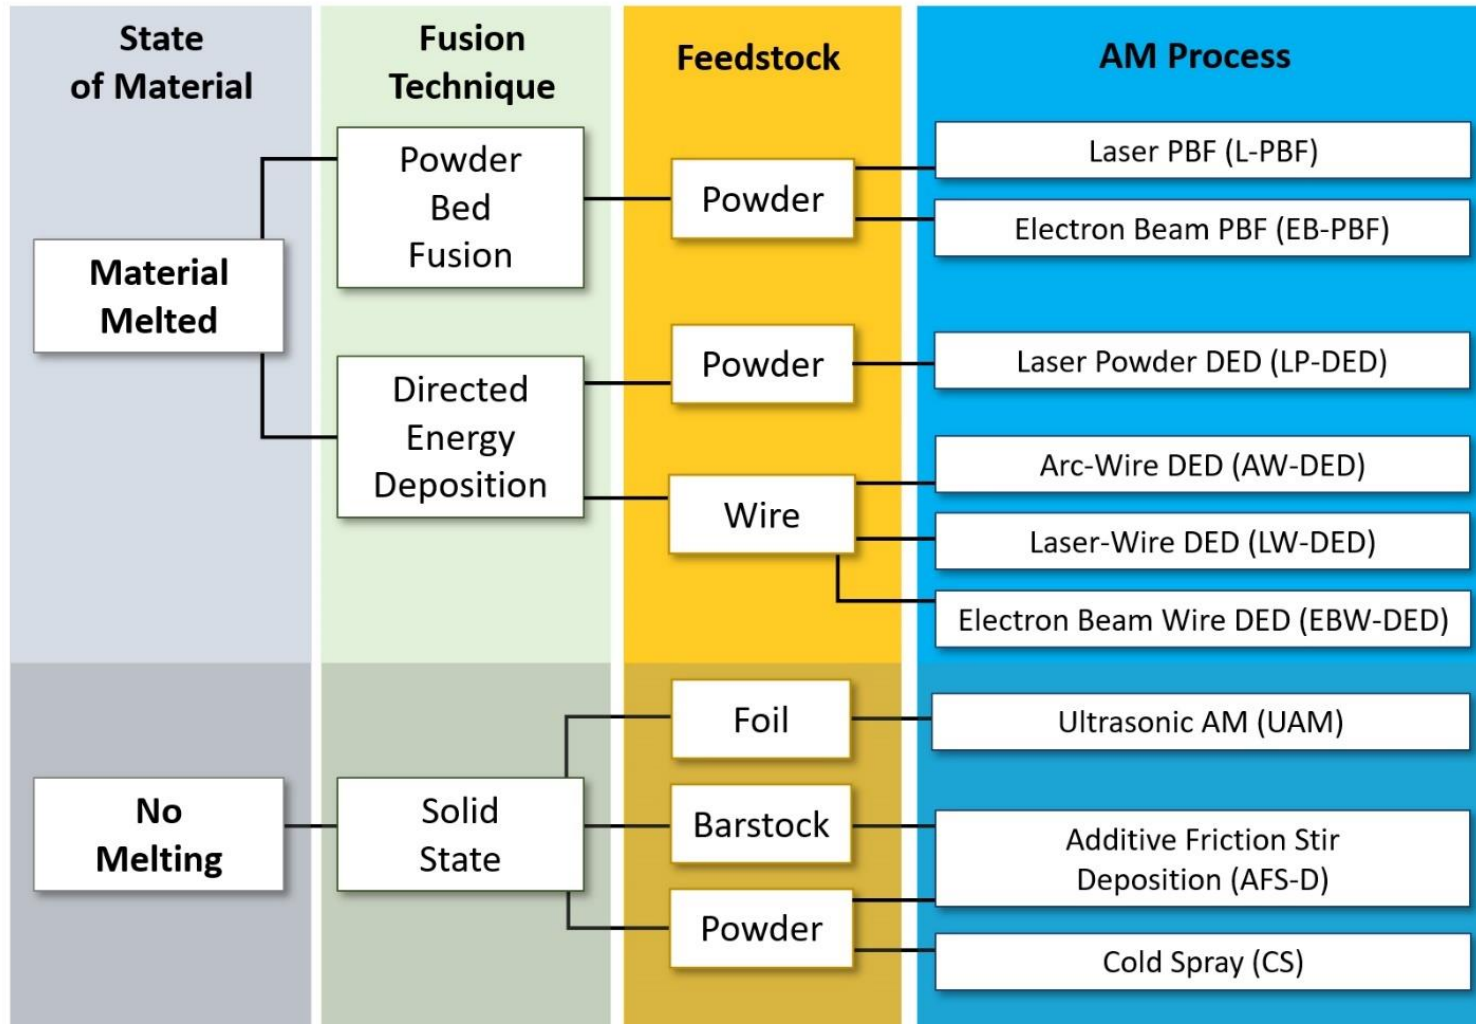 State
of Material
Fusion
Technique
Feedstock
AM Process
Material
Melted
Powder
Bed
Fusion
Powder
Laser PBF (L-PBF)
Electron Beam PBF (EB-PBF)
Directed
Energy
Deposition
Powder
Laser Powder DED (LP-DED)
Wire
Arc-Wire DED (AW-DED)
Laser-Wire DED (LW-DED)
Electron Beam Wire DED (EBW-DED)
No
Melting
Solid
State
Foil
Ultrasonic AM (UAM)
Barstock
Additive Friction Stir
Deposition (AFS-D)
Powder
Cold Spray (CS)